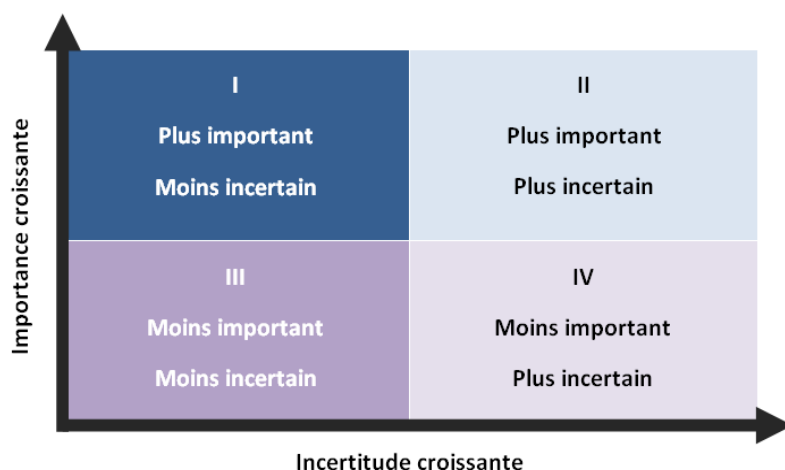 Importance croissante
I
Plus important
Moins incertain
II
Plus important
Plus incertain
III
Moins important
Moins incertain
IV
Moins important
Plus incertain
Incertitude croissante